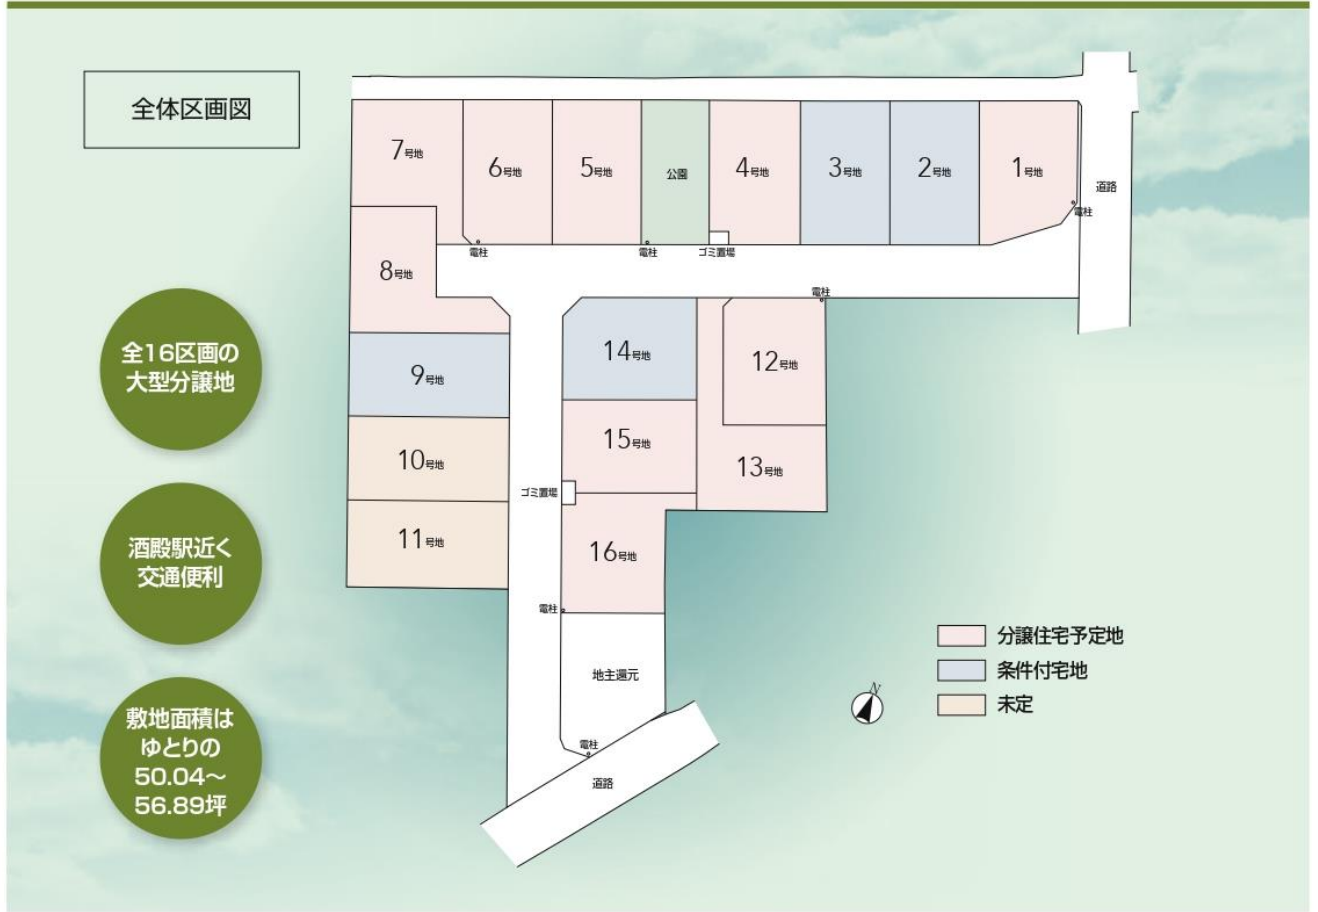 全体区画図
7号地
6号地
5号地
公園
4号地
3号地
2号地
1号地
道路
電柱
電柱
電柱
ゴミ置場
8号地
電柱
全16区画の
大型分譲地
9号地
14号地
12号地
10号地
15号地
13号地
ゴミ置場
11号地
16号地
酒殿駅近く
交通便利
電柱
地主還元
電柱
道路
敷地面積は
ゆとりの
50.04〜
56.89坪
N
分譲住宅予定地
条件付宅地
未定